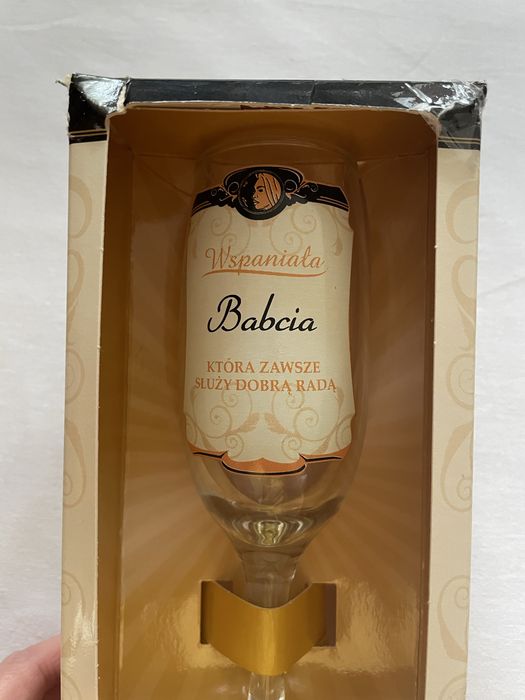 Wspaniała
Babcia
KTÓRA ZAWSZE
SŁUŻY DOBRĄ RADĄ